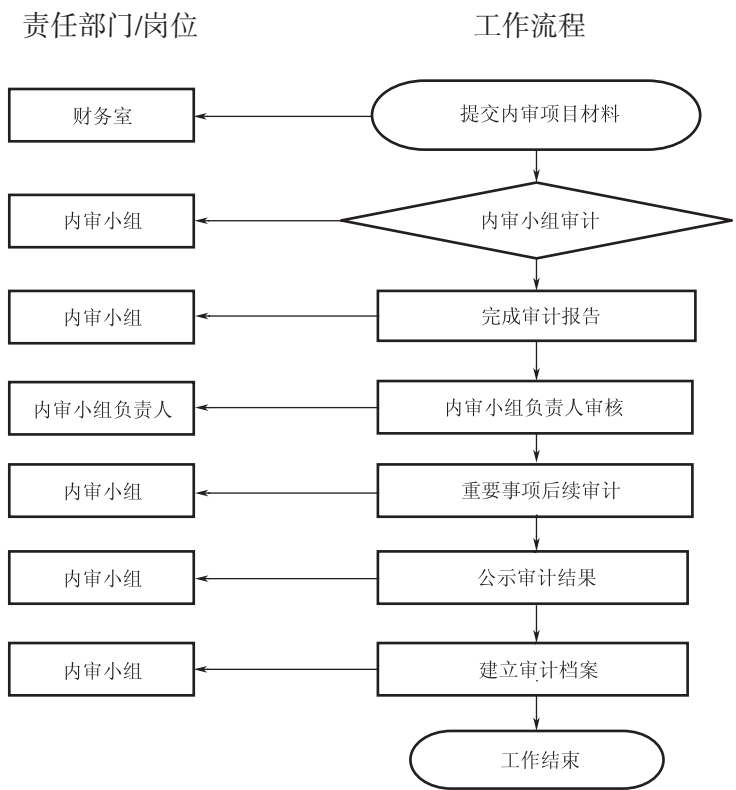 责任部门/岗位
工作流程
财务室
提交内审项目材料
内审小组
内审小组审计
内审小组
完成审计报告
内审小组负责人
内审小组负责人审核
内审小组
重要事项后续审计
内审小组
公示审计结果
内审小组
建立审计档案
工作结束